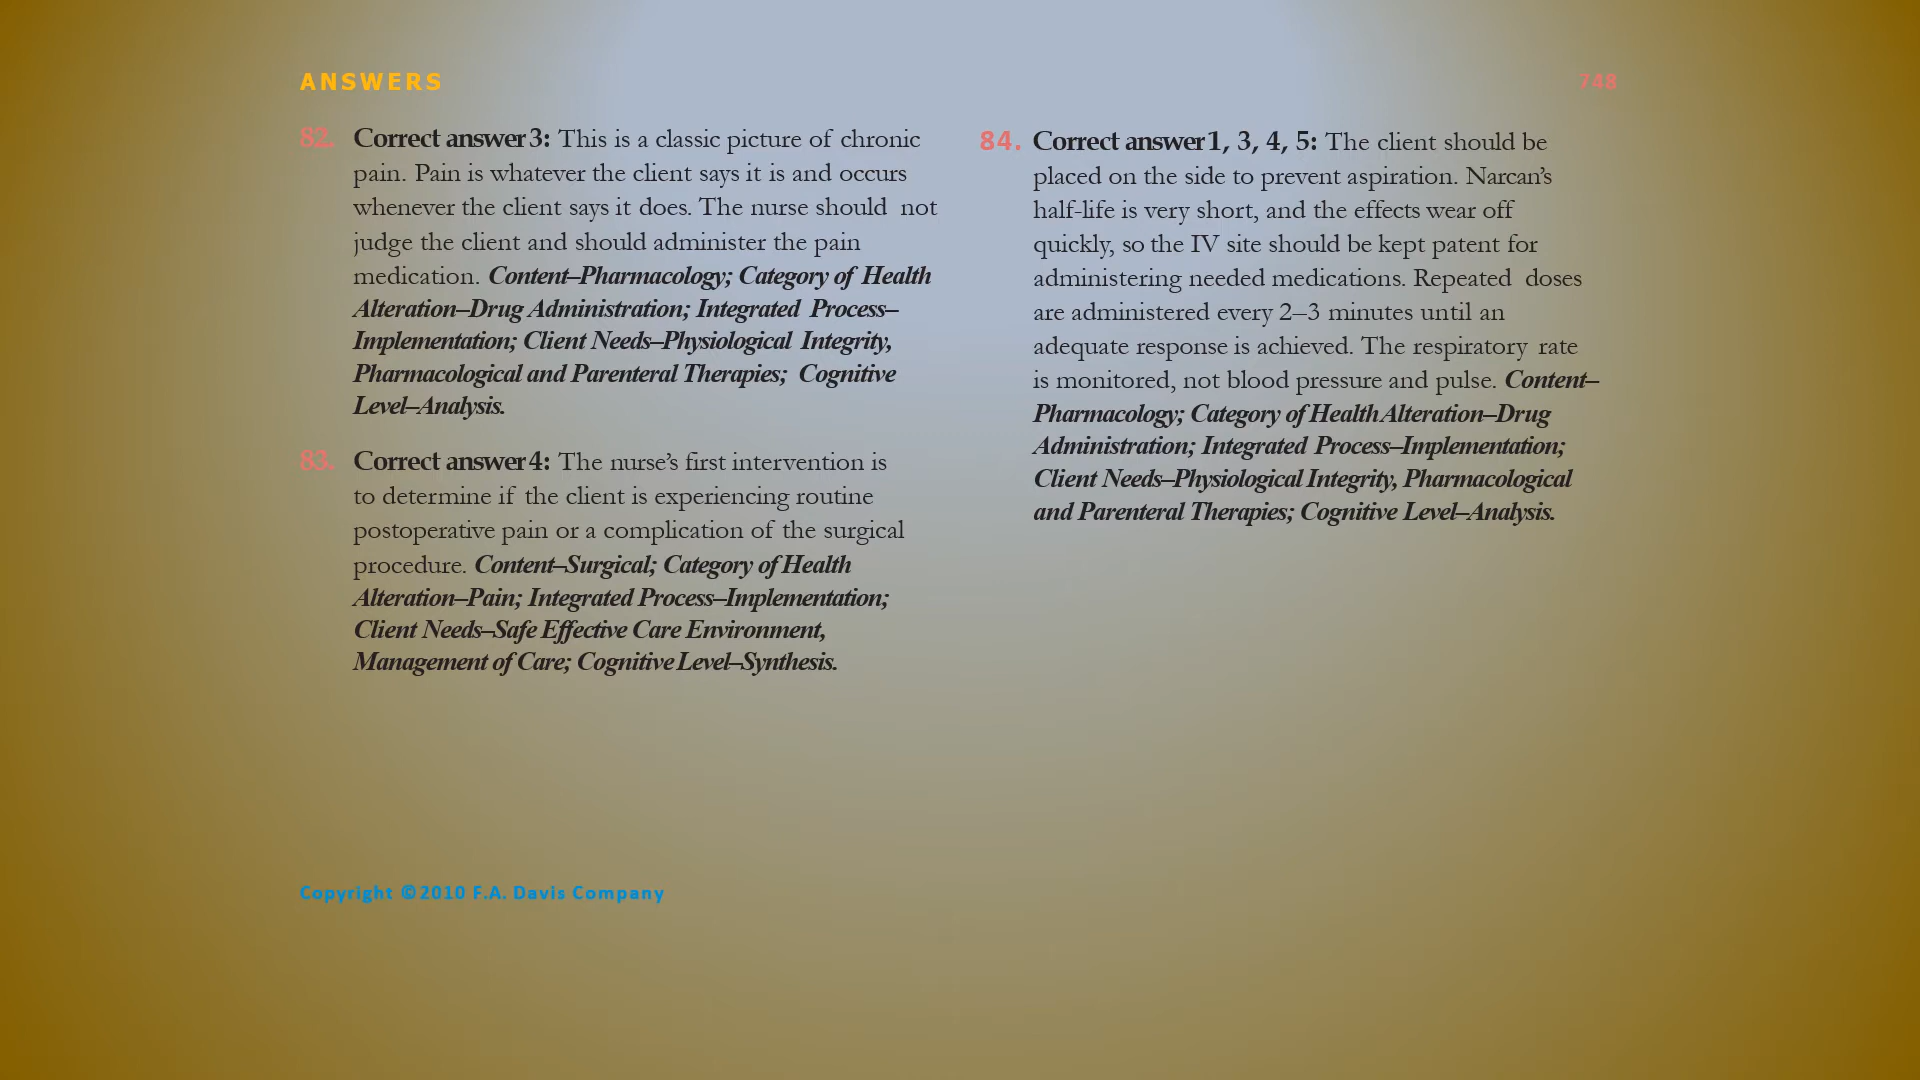 ANSWERS
748
82. Correct answer 3: This is a classic picture of chronic
pain. Pain is whatever the client says it is and occurs
whenever the client says it does. The nurse should not
judge the client and should administer the pain
medication. Content–Pharmacology; Category of Health
Alteration–Drug Administration; Integrated Process–
Implementation; Client Needs–Physiological Integrity,
Pharmacological and Parenteral Therapies; Cognitive
Level–Analysis.
83. Correct answer 4: The nurse’s first intervention is
to determine if the client is experiencing routine
postoperative pain or a complication of the surgical
procedure. Content–Surgical; Category of Health
Alteration–Pain; Integrated Process–Implementation;
Client Needs–Safe Effective Care Environment,
Management of Care; Cognitive Level–Synthesis.
84. Correct answer 1, 3, 4, 5: The client should be
placed on the side to prevent aspiration. Narcan’s
half-life is very short, and the effects wear off
quickly, so the IV site should be kept patent for
administering needed medications. Repeated doses
are administered every 2–3 minutes until an
adequate response is achieved. The respiratory rate
is monitored, not blood pressure and pulse. Content–
Pharmacology; Category of Health Alteration–Drug
Administration; Integrated Process–Implementation;
Client Needs–Physiological Integrity, Pharmacological
and Parenteral Therapies; Cognitive Level–Analysis.
Copyright ©2010 F.A. Davis Company